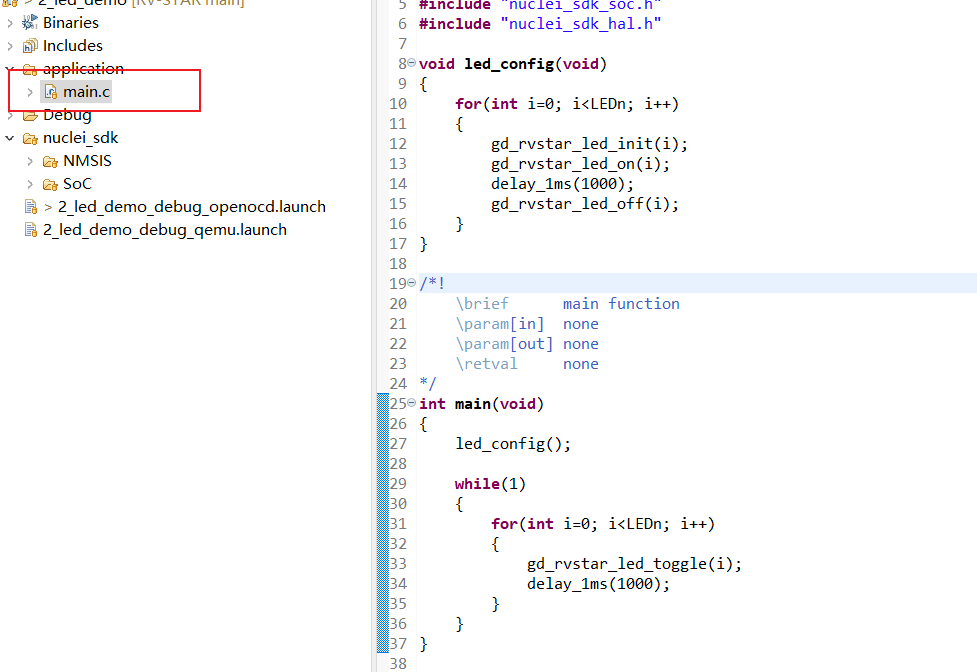 > 2_led_demo [RV-STAR main]
Binaries
Includes
application
main.c
Debug
nuclei_sdk
NMSIS
SoC
> 2_led_demo_debug_openocd.launch
2_led_demo_debug_qemu.launch
5 #include "nuclei_sdk_soc.h"
6 #include "nuclei_sdk_hal.h"
7
8 void led_config(void)
9 {
10     for(int i=0; i<LEDn; i++)
11     {
12         gd_rvstar_led_init(i);
13         gd_rvstar_led_on(i);
14         delay_1ms(1000);
15         gd_rvstar_led_off(i);
16     }
17 }
18
19 /*!
20     \brief      main function
21     \param[in]  none
22     \param[out] none
23     \retval     none
24 */
25 int main(void)
26 {
27     led_config();
28
29     while(1)
30     {
31         for(int i=0; i<LEDn; i++)
32         {
33             gd_rvstar_led_toggle(i);
34             delay_1ms(1000);
35         }
36     }
37 }
38